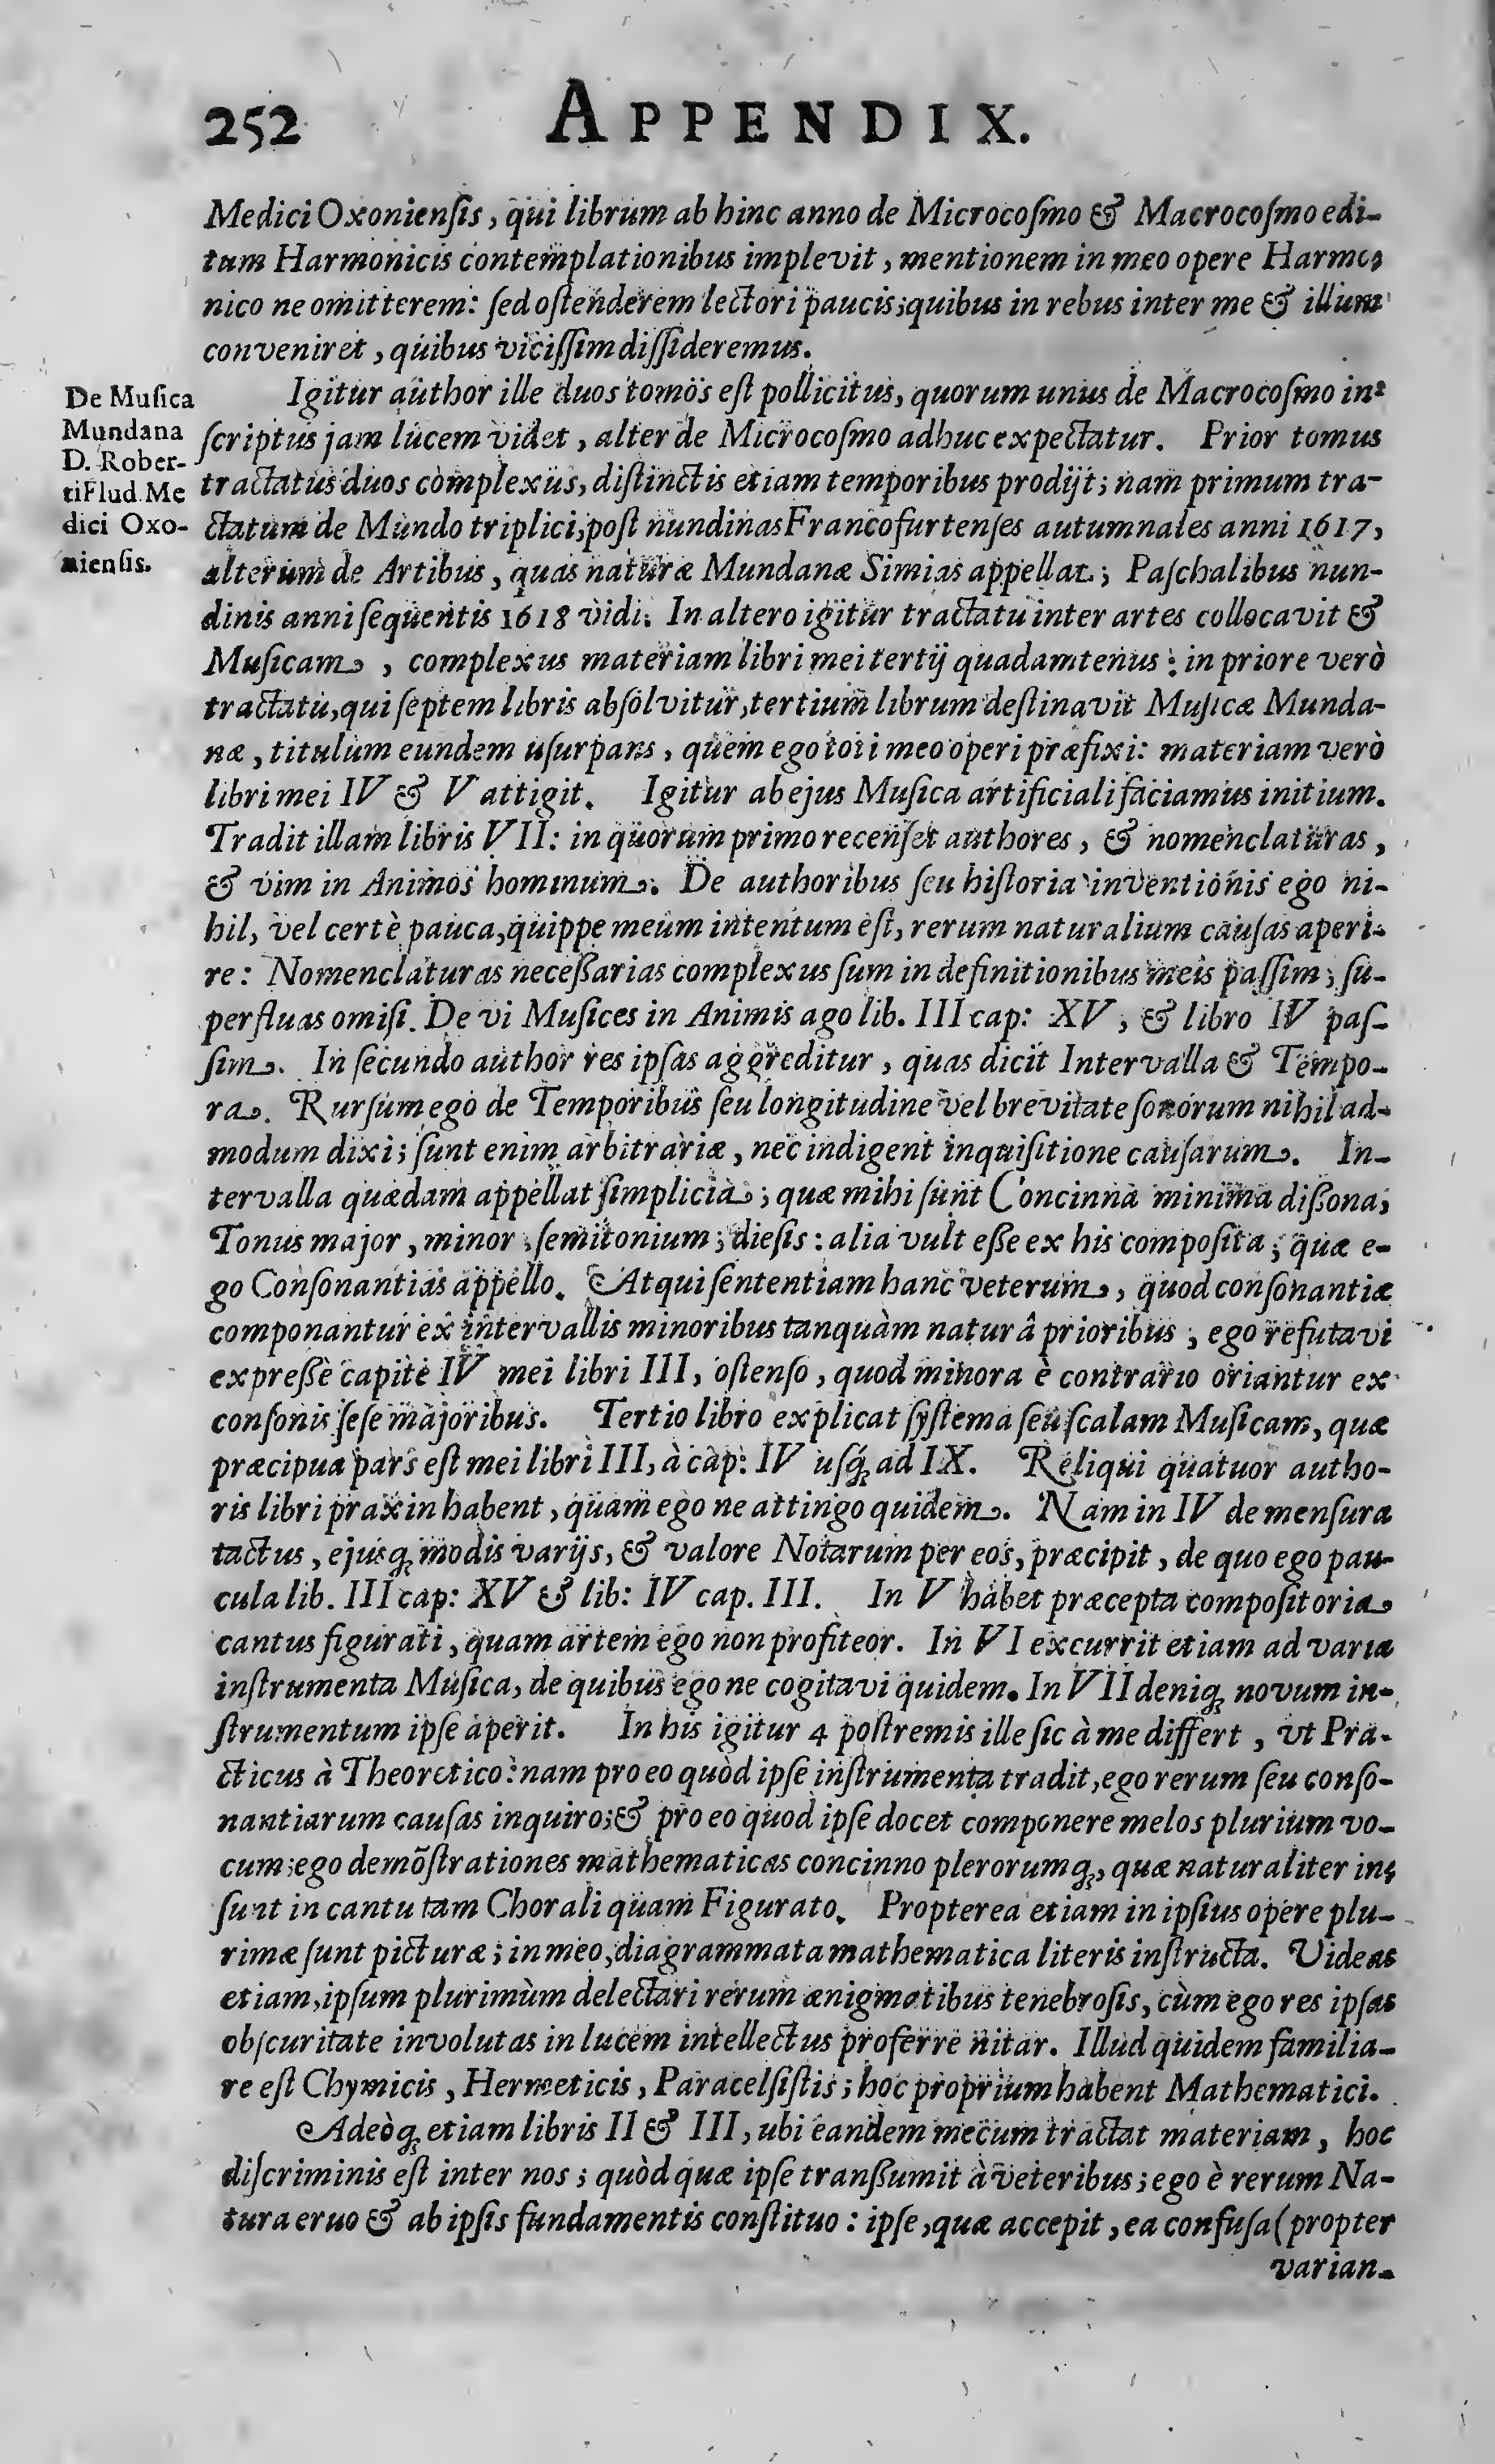 252 APPENDIX.
Medici Oxonienſis, qui librum ab hinc anno de Microcoſmo & Macrocoſmo edi-
tum Harmonicis contemplationibus implevit, mentionem in meo opere Harmo-
nico ne omitterem: ſed oſtenderem lectori paucis; quibus in rebus inter me & illum
conveniret, quibus viciſſim diſſideremus.
De Muſica
Mundana
D. Rober-
ti Flud Me
dici Oxo-
nienſis.
Igitur author ille duos tomos eſt pollicitus, quorum unus de Macrocoſmo in-
ſcriptus jam lucem videt, alter de Microcoſmo adhuc expectatur. Prior tomus
tractatus duos complexus, diſtinctis etiam temporibus prodijt; nam primum tra-
ctatum de Mundo triplici, poſt nundinas Francofurtenſes autumnales anni 1617,
alterum de Artibus, quas naturæ Mundanæ Simias appellat; Paſchalibus nun-
dinis anni ſequentis 1618 vidi. In altero igitur tractatu inter artes collocavit &
Muſicam, complexus materiam libri mei tertij quadamtenus: in priore verò
tractatu, qui ſeptem libris abſolvitur, tertium librum deſtinavit Muſicæ Munda-
næ, titulum eundem uſurpans, quem ego toti meo operi præfixi: materiam verò
libri mei IV & V attigit. Igitur ab ejus Muſica artificiali faciamus initium.
Tradit illam libris VII: in quorum primo recenſet authores, & nomenclaturas,
& vim in Animos hominum. De authoribus ſeu hiſtoria inventionis ego ni-
hil, vel certè pauca, quippe meum intentum eſt, rerum naturalium cauſas aperi-
re: Nomenclaturas neceßarias complexus ſum in definitionibus meis paſſim; ſu-
perfluas omiſi. De vi Muſices in Animis ago lib. III cap: XV, & libro IV paſ-
ſim. In ſecundo author res ipſas aggreditur, quas dicit Intervalla & Tempo-
ra. Rurſum ego de Temporibus ſeu longitudine vel brevitate ſonorum nihil ad-
modum dixi; ſunt enim arbitrariæ, nec indigent inquiſitione cauſarum. In-
tervalla quædam appellat ſimplicia; quæ mihi ſunt Concinna minima dißona;
Tonus major, minor, ſemitonium, dieſis: alia vult eße ex his compoſita; quæ e-
go Conſonantias appello. Atqui ſententiam hanc veterum, quod conſonantiæ
componantur ex intervallis minoribus tanquàm naturâ prioribus; ego refutavi
expreßè capite IV mei libri III, oſtenſo, quod minora è contrario oriantur ex
conſonis ſeſe majoribus. Tertio libro explicat ſyſtema ſeu ſcalam Muſicam, quæ
præcipua pars eſt mei libri III, à cap: IV uſq; ad IX. Reliqui quatuor autho-
ris libri praxin habent, quam ego ne attingo quidem. Nam in IV de menſura
tactus, ejusq; modis varijs, & valore Notarum per eos, præcipit, de quo ego pau-
cula lib. III cap: XV & lib: IV cap. III. In V habet præcepta compoſitoria
cantus figurati, quam artem ego non profiteor. In VI excurrit etiam ad varia
inſtrumenta Muſica, de quibus ego ne cogitavi quidem. In VII deniq; novum in-
ſtrumentum ipſe aperit. In his igitur 4 poſtremis ille ſic à me differt, ut Pra-
cticus à Theoretico: nam pro eo quòd ipſe inſtrumenta tradit, ego rerum ſeu conſo-
nantiarum cauſas inquiro; & pro eo quod ipſe docet componere melos plurium vo-
cum; ego demõſtrationes mathematicas concinno plerorumq;, quæ naturaliter in-
ſunt in cantu tam Chorali quam Figurato. Propterea etiam in ipſius opere plu-
rimæ ſunt picturæ; in meo, diagrammata mathematica literis inſtructa. Videas
etiam, ipſum plurimùm delectari rerum ænigmatibus tenebroſis, cùm ego res ipſas
obſcuritate involutas in lucem intellectus proferre nitar. Illud quidem familia-
re eſt Chymicis, Hermeticis, Paracelſiſtis; hoc proprium habent Mathematici.
Adeòq; etiam libris II & III, ubi eandem mecum tractat materiam, hoc
diſcriminis eſt inter nos; quòd quæ ipſe tranßumit à veteribus; ego è rerum Na-
tura eruo & ab ipſis fundamentis conſtituo: ipſe, quæ accepit, ea confuſa (propter
varian-